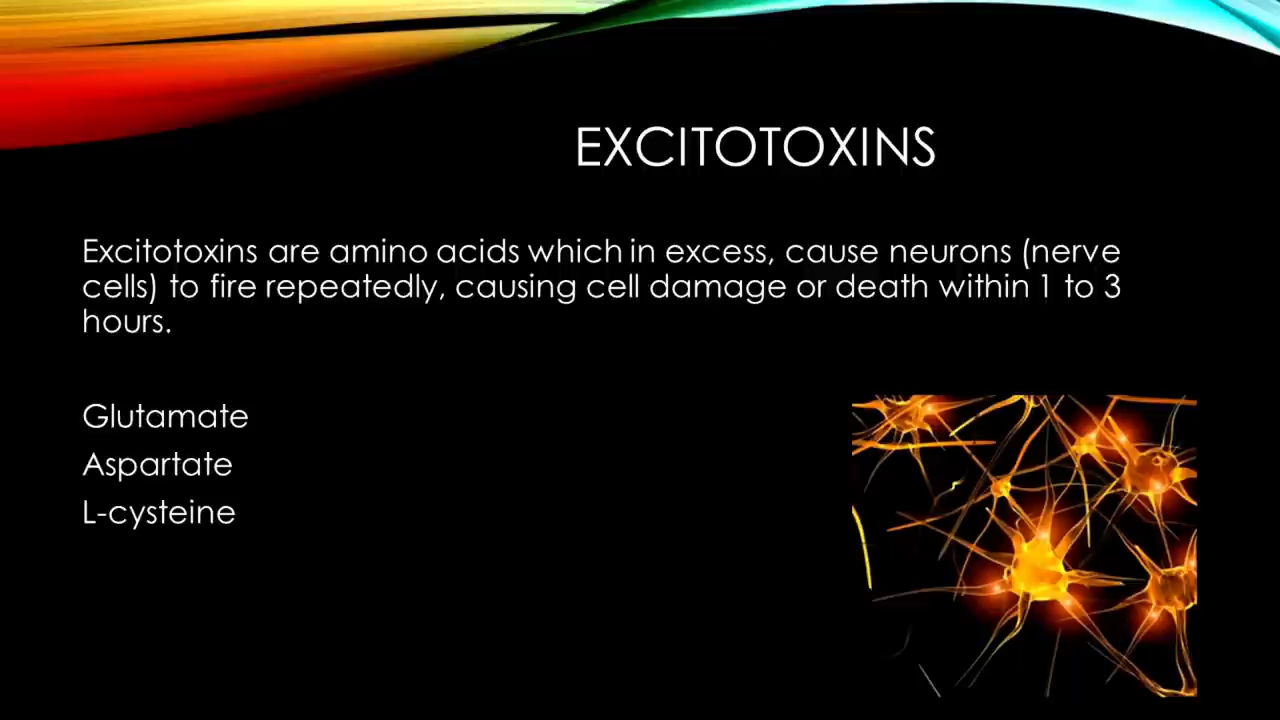 EXCITOTOXINS
Excitotoxins are amino acids which in excess, cause neurons (nerve
cells) to fire repeatedly, causing cell damage or death within 1 to 3
hours.
Glutamate
Aspartate
L-cysteine